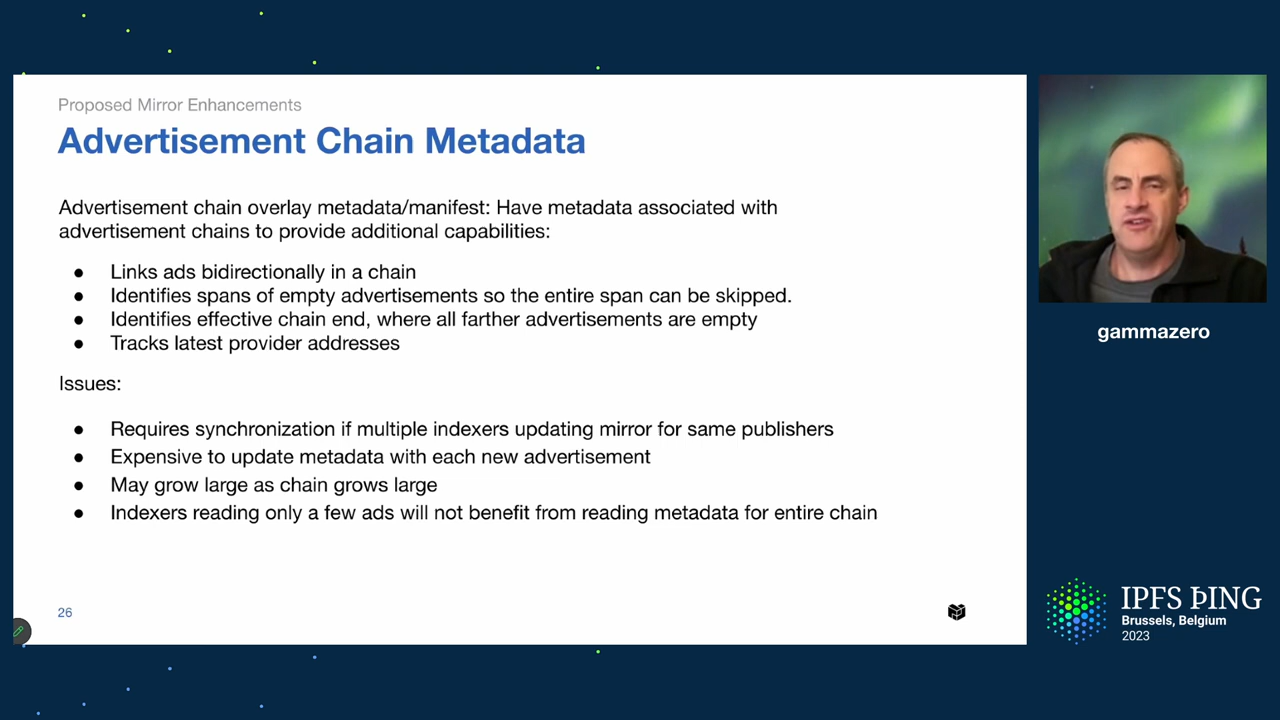 Proposed Mirror Enhancements
Advertisement Chain Metadata
Advertisement chain overlay metadata/manifest: Have metadata associated with
advertisement chains to provide additional capabilities:
● Links ads bidirectionally in a chain
● Identifies spans of empty advertisements so the entire span can be skipped.
● Identifies effective chain end, where all farther advertisements are empty
● Tracks latest provider addresses
Issues:
● Requires synchronization if multiple indexers updating mirror for same publishers
● Expensive to update metadata with each new advertisement
● May grow large as chain grows large
● Indexers reading only a few ads will not benefit from reading metadata for entire chain
26
gammazero
IPFS ÞING
Brussels, Belgium
2023